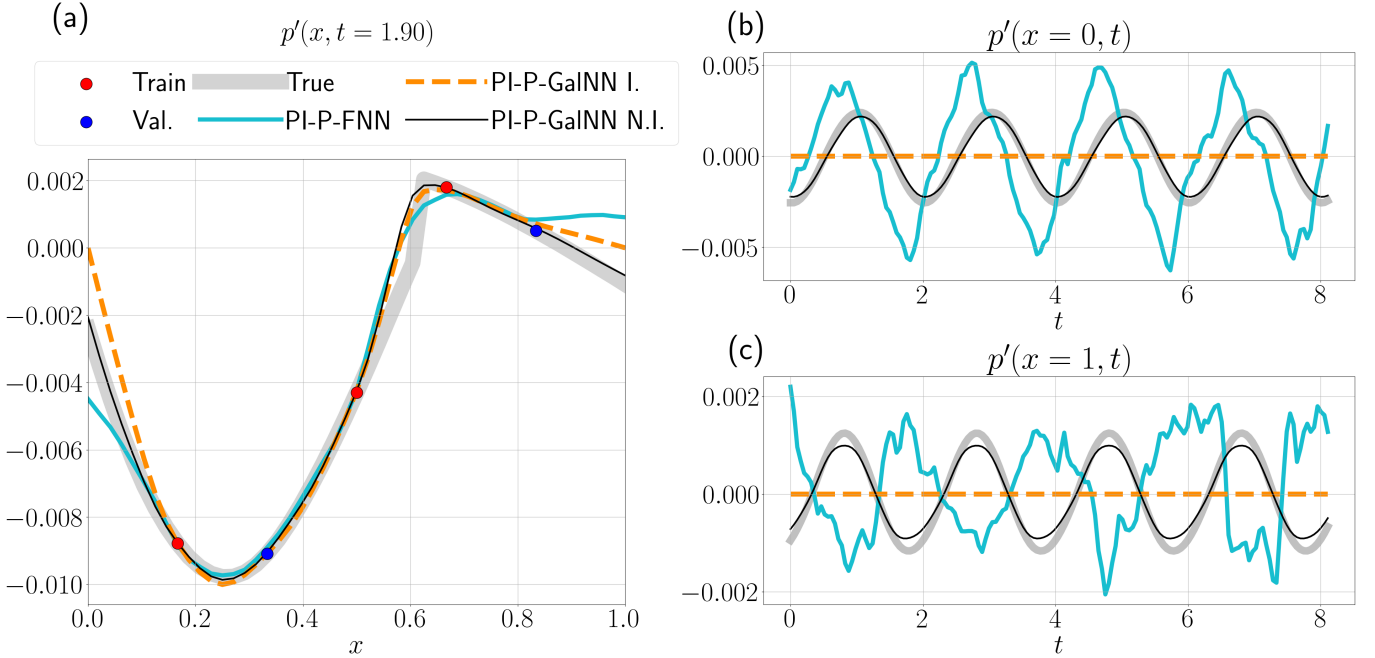 (a)
p′(x, t = 1.90)
Train True PI-P-GalNN I.
Val. PI-P-FNN PI-P-GalNN N.I.
0.002
0.000
−0.002
−0.004
−0.006
−0.008
−0.010
0.0 0.2 0.4 0.6 0.8 1.0
x
(b)
p′(x = 0, t)
0.005
0.000
−0.005
0 2 4 6 8
t
(c)
p′(x = 1, t)
0.002
0.000
−0.002
0 2 4 6 8
t